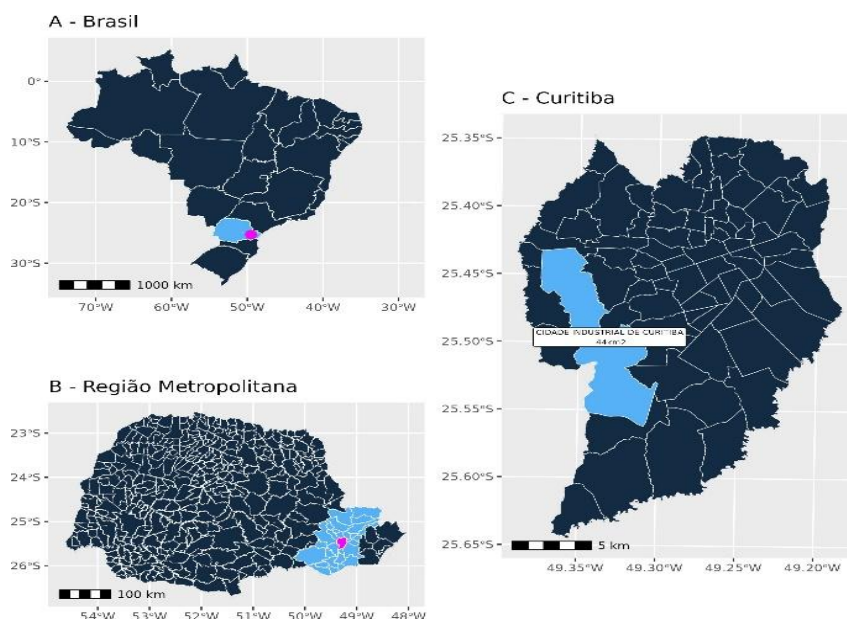 A - Brasil
0°
10°S
20°S
30°S
1000 km
70°W 60°W 50°W 40°W 30°W
B - Região Metropolitana
23°S
24°S
25°S
26°S
100 km
54°W 53°W 52°W 51°W 50°W 49°W 48°W
C - Curitiba
25.35°S
25.40°S
25.45°S
25.50°S
25.55°S
25.60°S
25.65°S
CIDADE INDUSTRIAL DE CURITIBA
44 km2
5 km
49.35°W 49.30°W 49.25°W 49.20°W